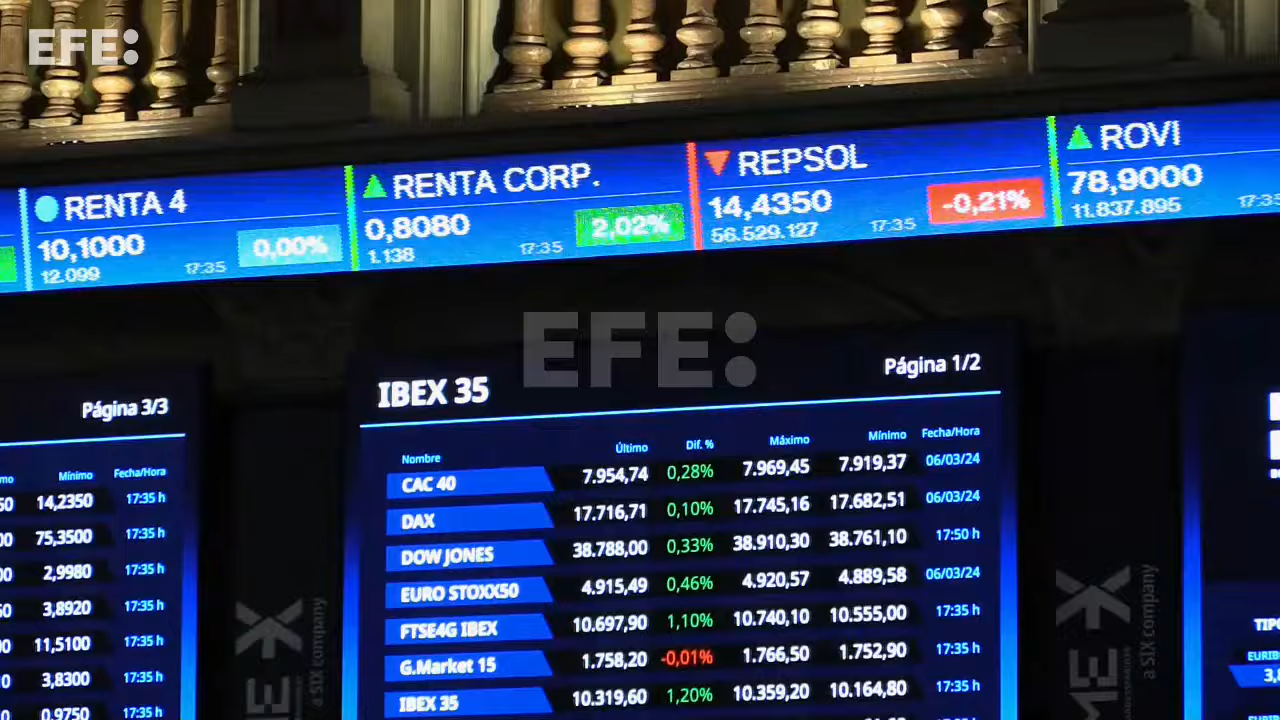 EFE:
RENTA 4
10,1000 0,00%
12.099 17:35
RENTA CORP.
0,8080 2,02%
1.138 17:35
REPSOL
14,4350 -0,21%
56.529.127 17:35
ROVI
78,9000
11.837.895 17:35
EFE:
Página 3/3
Mínimo Fecha/Hora
14,2350 17:35 h
75,3500 17:35 h
2,9980 17:35 h
3,8920 17:35 h
11,5100 17:35 h
3,8300 17:35 h
0,9750 17:35 h
IBEX 35 Página 1/2
Nombre Último Dif. % Máximo Mínimo Fecha/Hora
CAC 40 7.954,74 0,28% 7.969,45 7.919,37 06/03/24
DAX 17.716,71 0,10% 17.745,16 17.682,51 06/03/24
DOW JONES 38.788,00 0,33% 38.910,30 38.761,10 17:50 h
EURO STOXX50 4.915,49 0,46% 4.920,57 4.889,58 06/03/24
FTSE4G IBEX 10.697,90 1,10% 10.740,10 10.555,00 17:35 h
G.Market 15 1.758,20 -0,01% 1.766,50 1.752,90 17:35 h
IBEX 35 10.319,60 1,20% 10.359,20 10.164,80 17:35 h
a SIX company
a SIX company